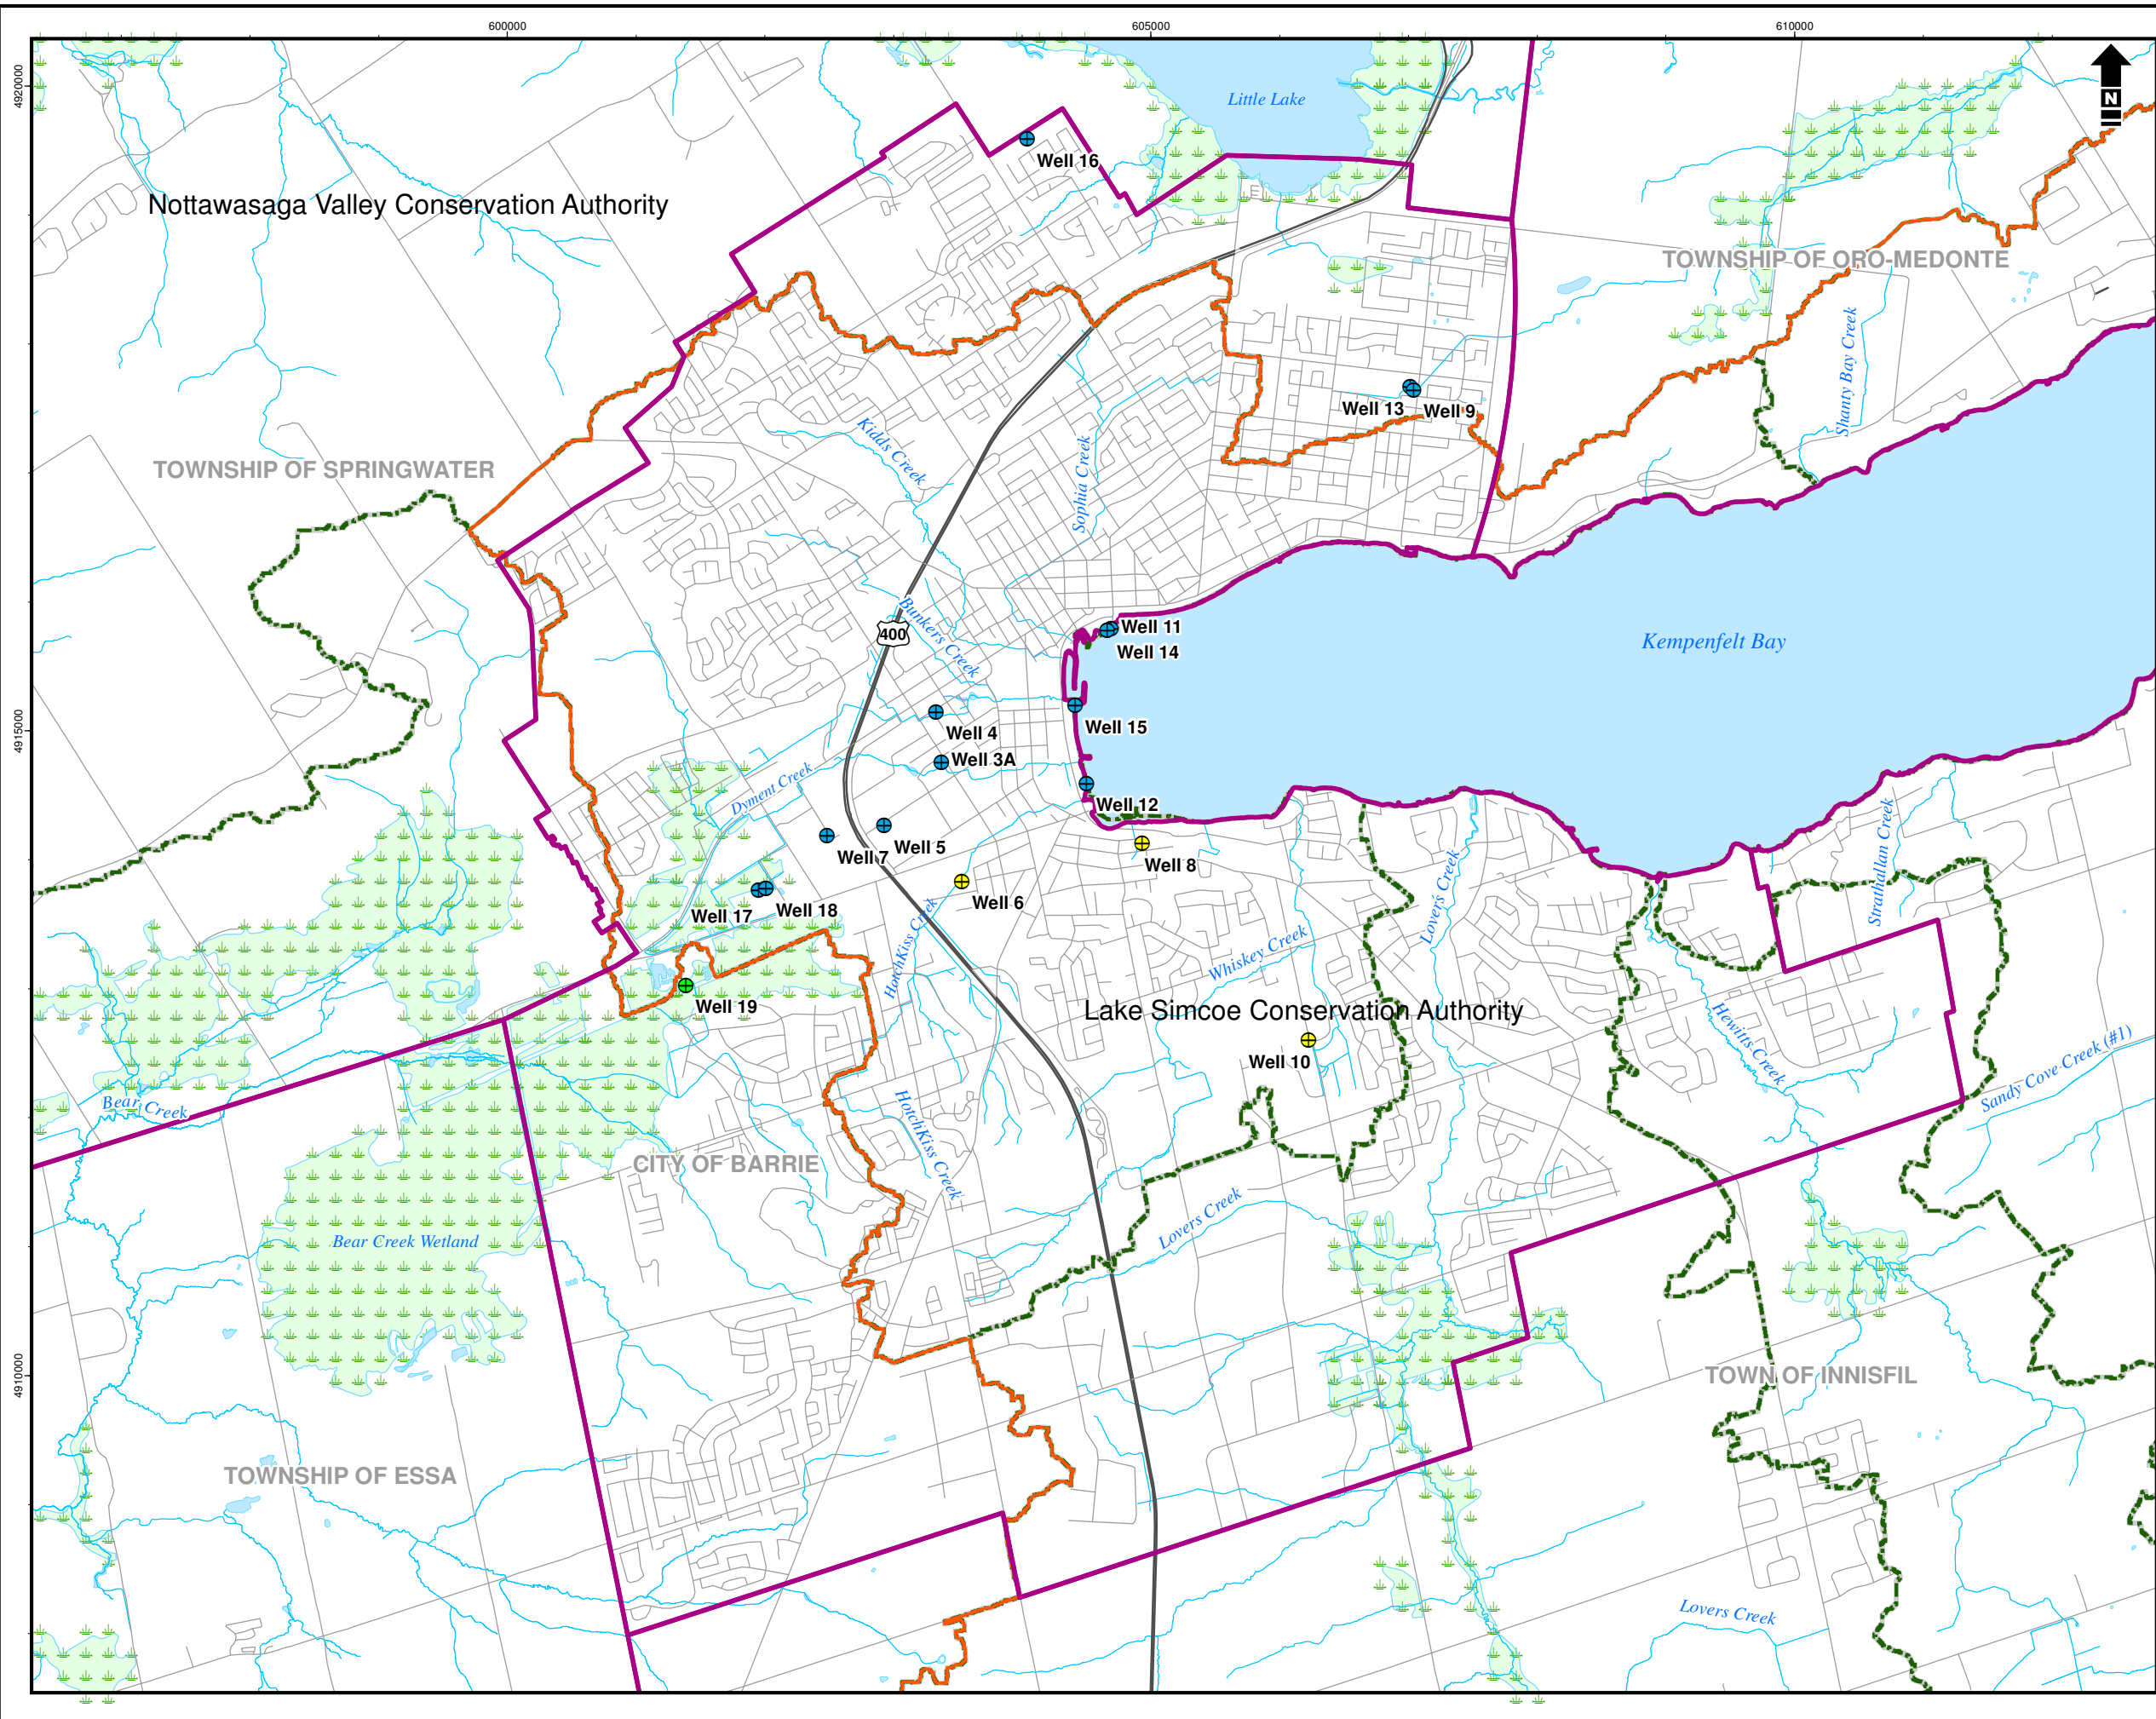 600000
605000
610000
4920000
Little Lake
N
Well 16
Nottawasaga Valley Conservation Authority
TOWNSHIP OF ORO-MEDONTE
Shanty Bay Creek
Well 13
Well 9
Kidds Creek
Sophia Creek
TOWNSHIP OF SPRINGWATER
Bunkers Creek
400
Well 11
Well 14
Kempenfelt Bay
4915000
Well 15
Well 4
Well 3A
Dyment Creek
Well 12
Well 5
Well 7
Well 8
Strathallan Creek
Lovers Creek
Well 6
Well 17
Well 18
HotchKiss Creek
Whiskey Creek
Well 19
Lake Simcoe Conservation Authority
Hewitts Creek
Well 10
Sandy Cove Creek (#1)
Bear Creek
HotchKiss Creek
CITY OF BARRIE
Lovers Creek
Bear Creek Wetland
4910000
TOWN OF INNISFIL
TOWNSHIP OF ESSA
Lovers Creek